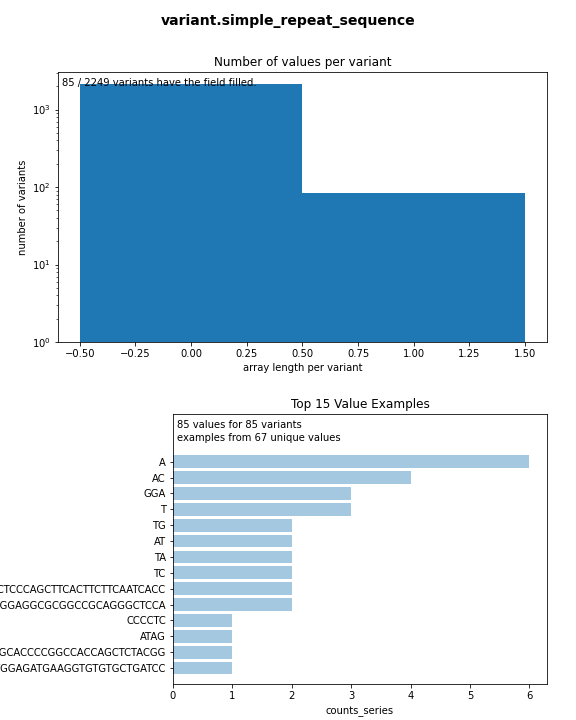 variant.simple_repeat_sequence
Number of values per variant
85 / 2249 variants have the field filled.
10³
10²
10¹
10⁰
number of variants
−0.50 −0.25 0.00 0.25 0.50 0.75 1.00 1.25 1.50
array length per variant
Top 15 Value Examples
85 values for 85 variants
examples from 67 unique values
A
AC
GGA
T
TG
AT
TA
TC
CTCCCAGCTTCACTTCTTCAATCACC
GGAGGCGCGGCCGCAGGGCTCCA
CCCCTC
ATAG
GCACCCCGGCCACCAGCTCTACGG
GGAGATGAAGGTGTGTGCTGATCC
0 1 2 3 4 5 6
counts_series